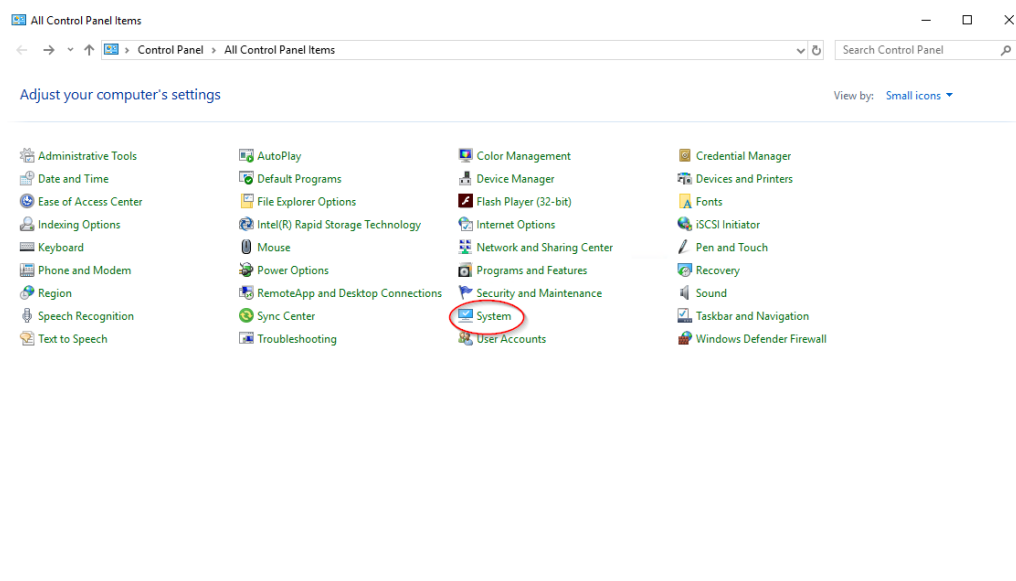 All Control Panel Items
Control Panel > All Control Panel Items
Search Control Panel
Adjust your computer's settings
View by: Small icons
Administrative Tools AutoPlay Color Management Credential Manager
Date and Time Default Programs Device Manager Devices and Printers
Ease of Access Center File Explorer Options Flash Player (32-bit) Fonts
Indexing Options Intel(R) Rapid Storage Technology Internet Options iSCSI Initiator
Keyboard Mouse Network and Sharing Center Pen and Touch
Phone and Modem Power Options Programs and Features Recovery
Region RemoteApp and Desktop Connections Security and Maintenance Sound
Speech Recognition Sync Center System Taskbar and Navigation
Text to Speech Troubleshooting User Accounts Windows Defender Firewall